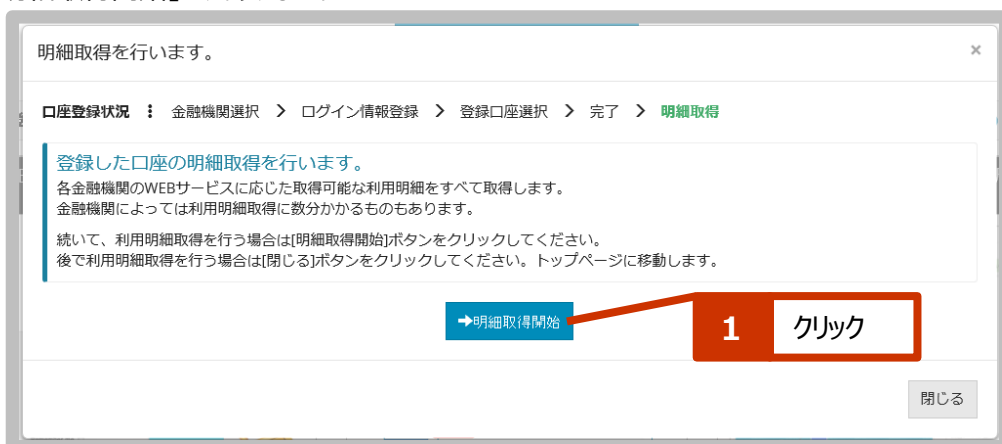 明細取得を行います。
×
口座登録状況 : 金融機関選択 > ログイン情報登録 > 登録口座選択 > 完了 > 明細取得
登録した口座の明細取得を行います。
各金融機関のWEBサービスに応じた取得可能な利用明細をすべて取得します。
金融機関によっては利用明細取得に数分かかるものもあります。
続いて、利用明細取得を行う場合は[明細取得開始]ボタンをクリックしてください。
後で利用明細取得を行う場合は[閉じる]ボタンをクリックしてください。トップページに移動します。
➔明細取得開始
1 クリック
閉じる